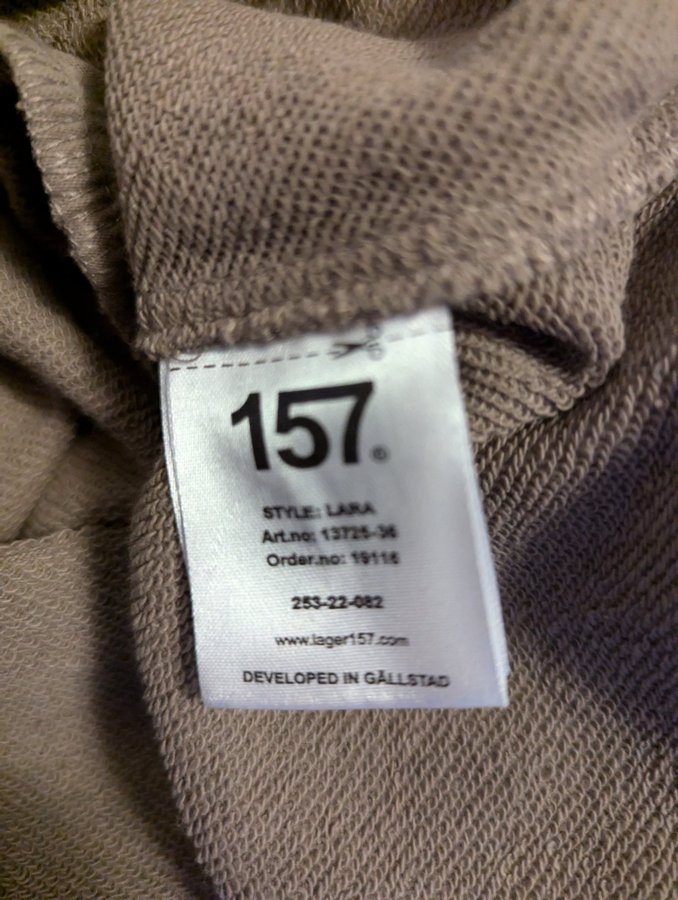 157®
STYLE: LARA
Art.no: 13725-36
Order.no: 19116
253-22-082
www.lager157.com
DEVELOPED IN GÄLLSTAD